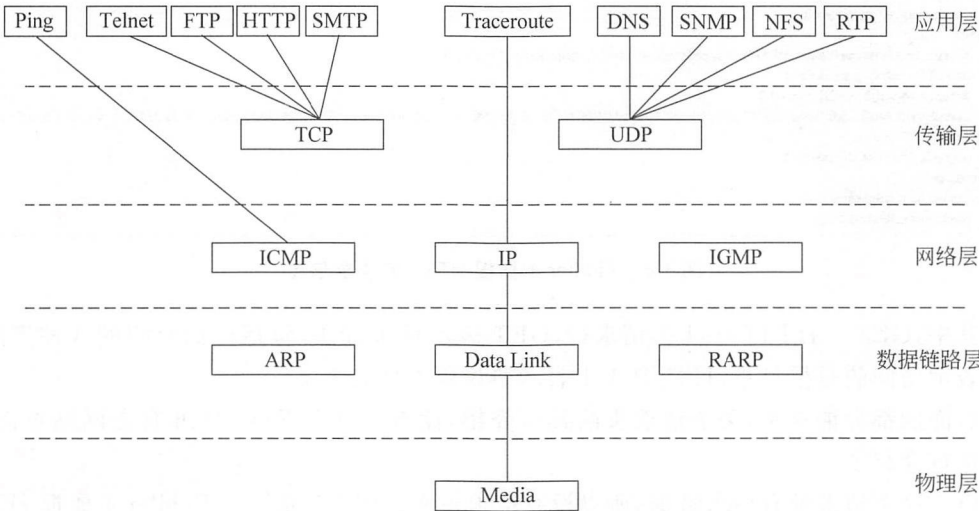 Ping Telnet FTP HTTP SMTP Traceroute DNS SNMP NFS RTP 应用层
TCP UDP 传输层
ICMP IP IGMP 网络层
ARP Data Link RARP 数据链路层
Media 物理层